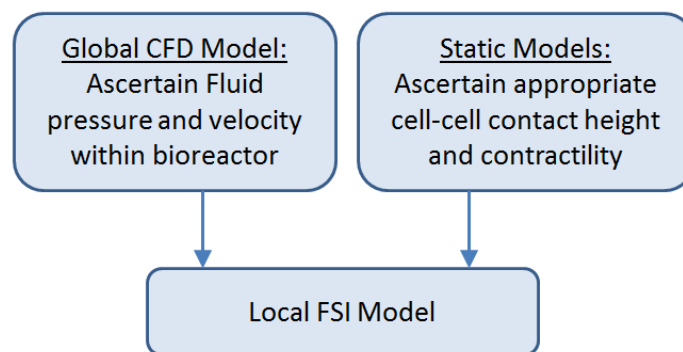 Global CFD Model:
Ascertain Fluid
pressure and velocity
within bioreactor
Static Models:
Ascertain appropriate
cell-cell contact height
and contractility
Local FSI Model